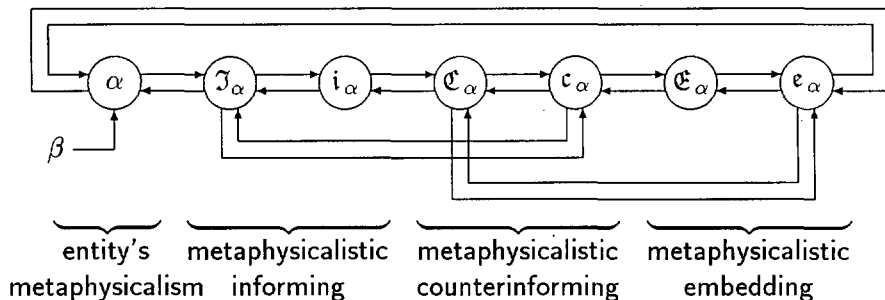 α ℑα 𝔦α ℭα 𝔠α 𝔈α 𝔢α
β
entity's metaphysicalistic metaphysicalistic metaphysicalistic
metaphysicalism informing counterinforming embedding